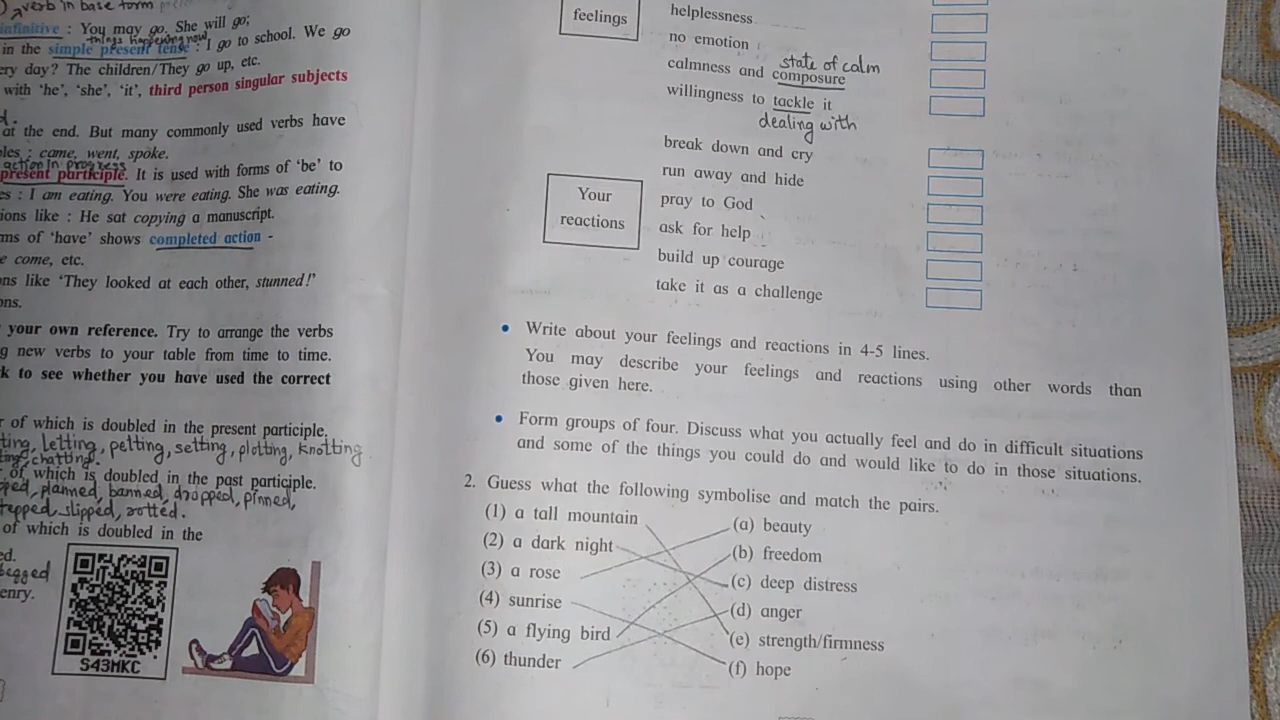 verb in base form
infinitive : You may go. She will go;
things happening now
in the simple present tense : I go to school. We go
ery day? The children/They go up, etc.
with 'he', 'she', 'it', third person singular subjects
d.
at the end. But many commonly used verbs have
les : came, went, spoke.
action in progress
present participle. It is used with forms of 'be' to
es : I am eating. You were eating. She was eating.
ions like : He sat copying a manuscript.
ms of 'have' shows completed action -
e come, etc.
ons like 'They looked at each other, stunned!'
ons.
your own reference. Try to arrange the verbs
g new verbs to your table from time to time.
k to see whether you have used the correct
r of which is doubled in the present participle.
ting, letting, petting, setting, plotting, knotting
ting, chatting.
of which is doubled in the past participle.
ped, planned, banned, dropped, pinned,
tepped, slipped, rotted.
of which is doubled in the
ed.
begged
enry.
S43MKC
feelings
helplessness
no emotion
state of calm
calmness and composure
willingness to tackle it
dealing with
Your
reactions
break down and cry
run away and hide
pray to God
ask for help
build up courage
take it as a challenge
• Write about your feelings and reactions in 4-5 lines.
You may describe your feelings and reactions using other words than
those given here.
• Form groups of four. Discuss what you actually feel and do in difficult situations
and some of the things you could do and would like to do in those situations.
2. Guess what the following symbolise and match the pairs.
(1) a tall mountain (a) beauty
(2) a dark night (b) freedom
(3) a rose (c) deep distress
(4) sunrise (d) anger
(5) a flying bird (e) strength/firmness
(6) thunder (f) hope